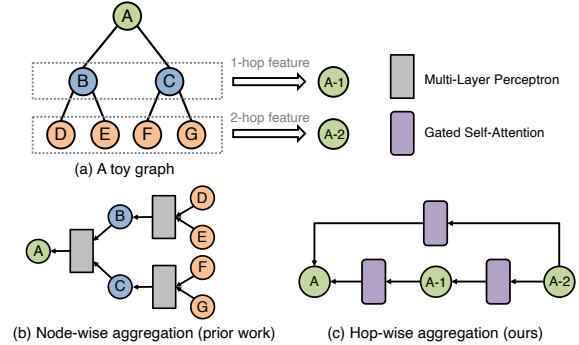 A
1-hop feature
B
C
A-1
Multi-Layer Perceptron
2-hop feature
D
E
F
G
A-2
Gated Self-Attention
(a) A toy graph
D
B
E
A
F
C
G
A
A-1
A-2
(b) Node-wise aggregation (prior work)
(c) Hop-wise aggregation (ours)